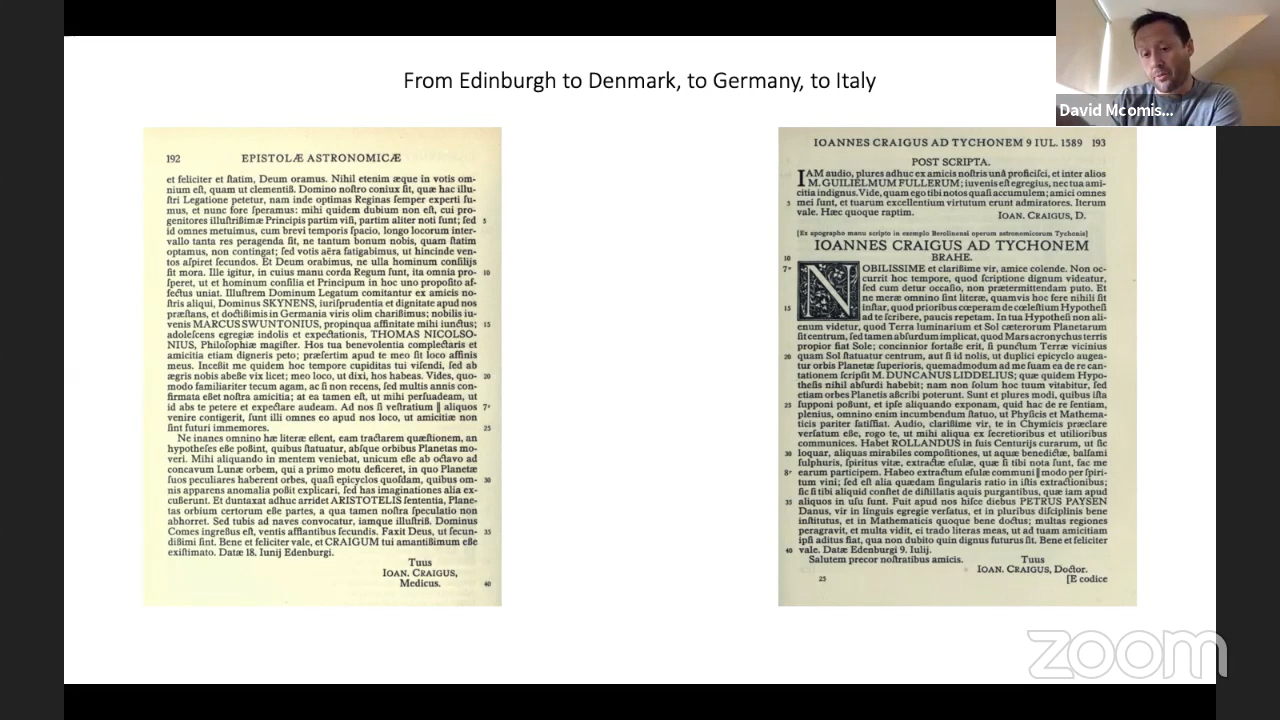 From Edinburgh to Denmark, to Germany, to Italy
David Mcomis...
192 EPISTOLÆ ASTRONOMICÆ
et feliciter et ſtatim, Deum oramus. Nihil etenim æque in votis om-
nium eſt, quam ut clementiß. Domino noſtro coniux ſit, quæ hac illu-
ſtri Legatione petetur, nam inde optimas Reginas ſemper experti fu-
mus, et nunc fore ſperamus: mihi quidem dubium non eſt, cui pro-
genitores illuſtrißimæ Principis partim viſi, partim aliter noti ſunt; ſed 5
id omnes metuimus, cum brevi temporis ſpacio, longo locorum inter-
vallo tanta res peragenda ſit, ne tantum bonum nobis, quam ſtatim
optamus, non contingat; ſed votis aëra fatigabimus, ut hincinde ven-
tos aſpiret ſecundos. Et Deum orabimus, ne ulla hominum conſilijs
ſit mora. Ille igitur, in cuius manu corda Regum ſunt, ita omnia pro- 10
ſperet, ut et hominum conſilia et Principum in hoc uno propoſito af-
fectus uniat. Illuſtrem Dominum Legatum comitantur ex amicis no-
ſtris aliqui, Dominus SKYNENS, iuriſprudentia et dignitate apud nos
præſtans, et doctißimis in Germania viris olim charißimus; nobilis iu-
venis MARCUS SWUNTONIUS, propinqua affinitate mihi iunctus; 15
adoleſcens egregiæ indolis et expectationis, THOMAS NICOLSO-
NIUS, Philoſophiæ magiſter. Hos tua benevolentia complectaris et
amicitia etiam digneris peto; præſertim apud te meo ſit loco affinis
meus. Inceßit me quidem hoc tempore cupiditas tui viſendi, ſed ab
ægris nobis abeße vix licet; meo loco, ut dixi, hos habeas. Vides, quo- 20
modo familiariter tecum agam, ac ſi non recens, ſed multis annis con-
firmata eßet noſtra amicitia; at ea tamen eſt, ut mihi perſuadeam, ut
id abs te petere et expectare audeam. Ad nos ſi veſtratium ‖ aliquos 7ᵛ
venire contigerit, ſunt illi omnes eo apud nos loco, ut amicitiæ non
ſint futuri immemores. 25
Ne inanes omnino hæ literæ eßent, eam tractarem quæſtionem, an
hypotheſes eße poßint, quibus ſtatuatur, abſque orbibus Planetas mo-
veri. Mihi aliquando in mentem veniebat, unicum eße ab octavo ad
concavum Lunæ orbem, qui a primo motu deficeret, in quo Planetæ
ſuos peculiares haberent orbes, quaſi epicyclos quoſdam, quibus om- 30
nis apparens anomalia poßit explicari, ſed has imaginationes alia ex-
cußerunt. Et duntaxat adhuc arridet ARISTOTELIS ſententia, Plane-
tas orbium certorum eße partes, a qua tamen noſtra ſpeculatio non
abhorret. Sed tubis ad naves convocatur, iamque illuſtriß. Dominus
Comes ingreßus eſt, ventis afflantibus ſecundis. Faxit Deus, ut ſecun- 35
dißimi ſint. Bene et feliciter vale, et CRAIGUM tui amantißimum eße
exiſtimato. Datæ 18. Iunij Edenburgi.
Tuus
IOAN. CRAIGUS,
Medicus. 40
IOANNES CRAIGUS AD TYCHONEM 9 IUL. 1589 193
POST SCRIPTA.
IAM audio, plures adhuc ex amicis noſtris unâ proficiſci, et inter alios
M. GUILIELMUM FULLERUM; iuvenis eſt egregius, nec tua ami-
citia indignus. Vide, quam ego tibi notos quaſi accumulem; amici omnes
5 mei ſunt, et tuarum excellentium virtutum erunt admiratores. Iterum
vale. Hæc quoque raptim. IOAN. CRAIGUS, D.
[Ex apographo manu scripto in exemplo Berolinensi operum astronomicorum Tychonis]
IOANNES CRAIGUS AD TYCHONEM
10 BRAHE.
7ᵛ NOBILISSIME et clarißime vir, amice colende. Non oc-
currit hoc tempore, quod ſcriptione dignum videatur,
ſed cum detur occaſio, non prætermittendam puto. Et
ne meræ omnino ſint literæ, quamvis hoc fere nihili ſit
15 inſtar, quod prioribus cœperam de cœleſtium Hypotheſi
ad te ſcribere, paucis repetam. In tua Hypotheſi non ali-
enum videtur, quod Terra luminarium et Sol cæterorum Planetarum
ſit centrum, ſed tamen abſurdum implicat, quod Mars acronychus terris
propior fiat Sole; concinnior fortaße erit, ſi punctum Terræ vicinius
20 quam Sol ſtatuatur centrum, aut ſi id nolis, ut duplici epicyclo augea-
tur orbis Planetæ ſuperioris, quemadmodum ad me ſuam ea de re can-
tationem ſcripſit M. DUNCANUS LIDDELIUS; quæ quidem Hypo-
theſis nihil abſurdi habebit; nam non ſolum hoc tuum vitabitur, ſed
etiam orbes Planetis aſcribi poterunt. Sunt et plures modi, quibus iſta
25 ſupponi poßunt, et ipſe aliquando exponam, quid hac de re ſentiam,
plenius, omnino enim incumbendum ſtatuo, ut Phyſicis et Mathema-
ticis pariter ſatiſfiat. Audio, clarißime vir, te in Chymicis præclare
verſatum eße, rogo te, ut mihi aliqua ex ſecretioribus et utilioribus
communices. Habet ROLLANDUS in ſuis Centurijs curarum, ut ſic
30 loquar, aliquas mirabiles compoſitiones, ut aquæ benedictæ, balſami
ſulphuris, ſpiritus vitæ, extractæ eſulæ, quæ ſi tibi nota ſunt, fac me
8ʳ earum participem. Habeo extractum eſulæ communi ‖ modo per ſpiri-
tum vini; ſed eſt alia quædam ſingularis ratio in iſtis extractionibus;
ſic ſi tibi aliquid conſtet de diſtillatis aquis purgantibus, quæ iam apud
35 aliquos in uſu ſunt. Fuit apud nos hiſce diebus PETRUS PAYSEN
Danus, vir in linguis egregie verſatus, et in pluribus diſciplinis bene
inſtitutus, et in Mathematicis quoque bene doctus; multas regiones
peragravit, et multa vidit, ei trado literas meas, ut ad tuam amicitiam
ipſi aditus fiat, qua non dubito quin dignus futurus ſit. Bene et feliciter
40 vale. Datæ Edenburgi 9. Iulij.
Salutem precor noſtratibus amicis. Tuus
IOAN. CRAIGUS, Doctor.
25 [E codice
zoom